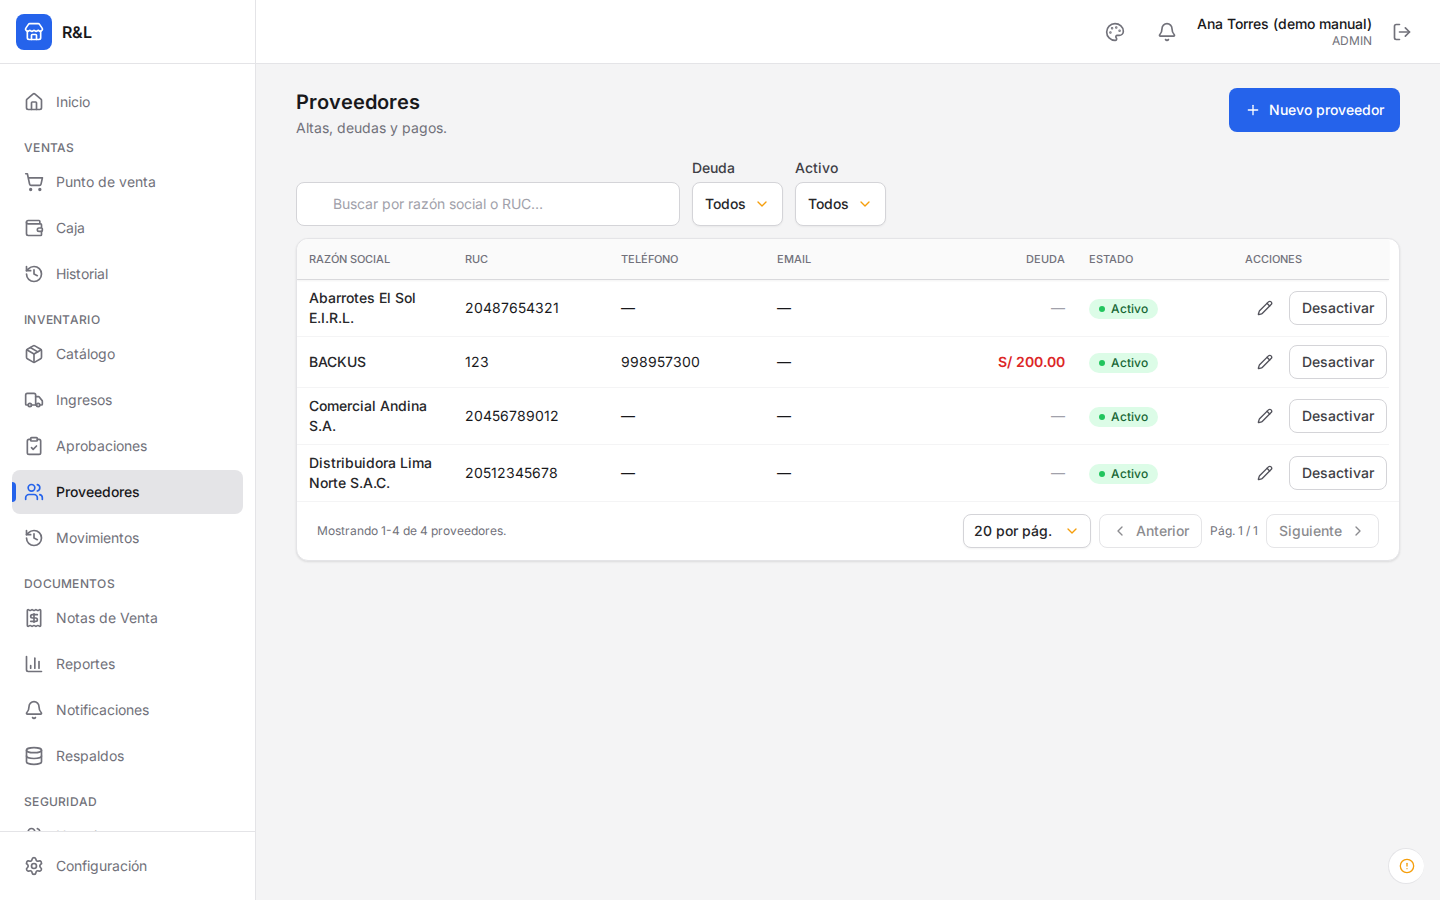 R&L
Ana Torres (demo manual)
ADMIN
Inicio
VENTAS
Punto de venta
Caja
Historial
INVENTARIO
Catálogo
Ingresos
Aprobaciones
Proveedores
Movimientos
DOCUMENTOS
Notas de Venta
Reportes
Notificaciones
Respaldos
SEGURIDAD
Configuración
Proveedores
Altas, deudas y pagos.
+ Nuevo proveedor
Deuda Activo
Buscar por razón social o RUC... Todos Todos
RAZÓN SOCIAL RUC TELÉFONO EMAIL DEUDA ESTADO ACCIONES
Abarrotes El Sol
E.I.R.L. 20487654321 — — — Activo Desactivar
BACKUS 123 998957300 — S/ 200.00 Activo Desactivar
Comercial Andina
S.A. 20456789012 — — — Activo Desactivar
Distribuidora Lima
Norte S.A.C. 20512345678 — — — Activo Desactivar
Mostrando 1-4 de 4 proveedores. 20 por pág. Anterior Pág. 1 / 1 Siguiente